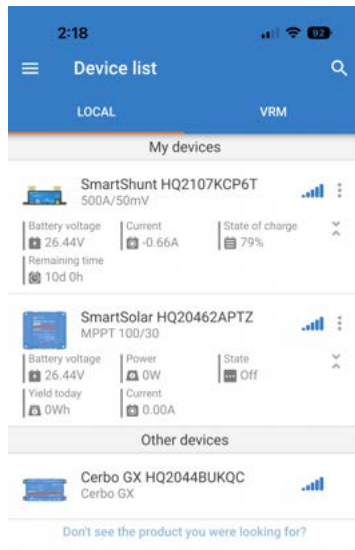 2:18
92
Device list
LOCAL VRM
My devices
SmartShunt HQ2107KCP6T
500A/50mV
Battery voltage Current State of charge
26.44V -0.66A 79%
Remaining time
10d 0h
SmartSolar HQ20462APTZ
MPPT 100/30
Battery voltage Power State
26.44V 0W Off
Yield today Current
0Wh 0.00A
Other devices
Cerbo GX HQ2044BUKQC
Cerbo GX
Don't see the product you were looking for?